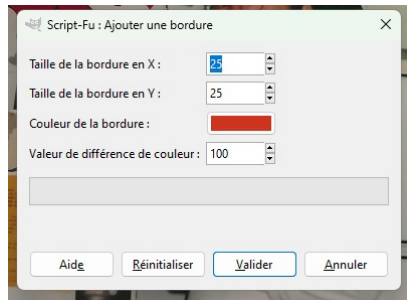 Script-Fu : Ajouter une bordure
Taille de la bordure en X : 25
Taille de la bordure en Y : 25
Couleur de la bordure :
Valeur de différence de couleur : 100
Aide Réinitialiser Valider Annuler